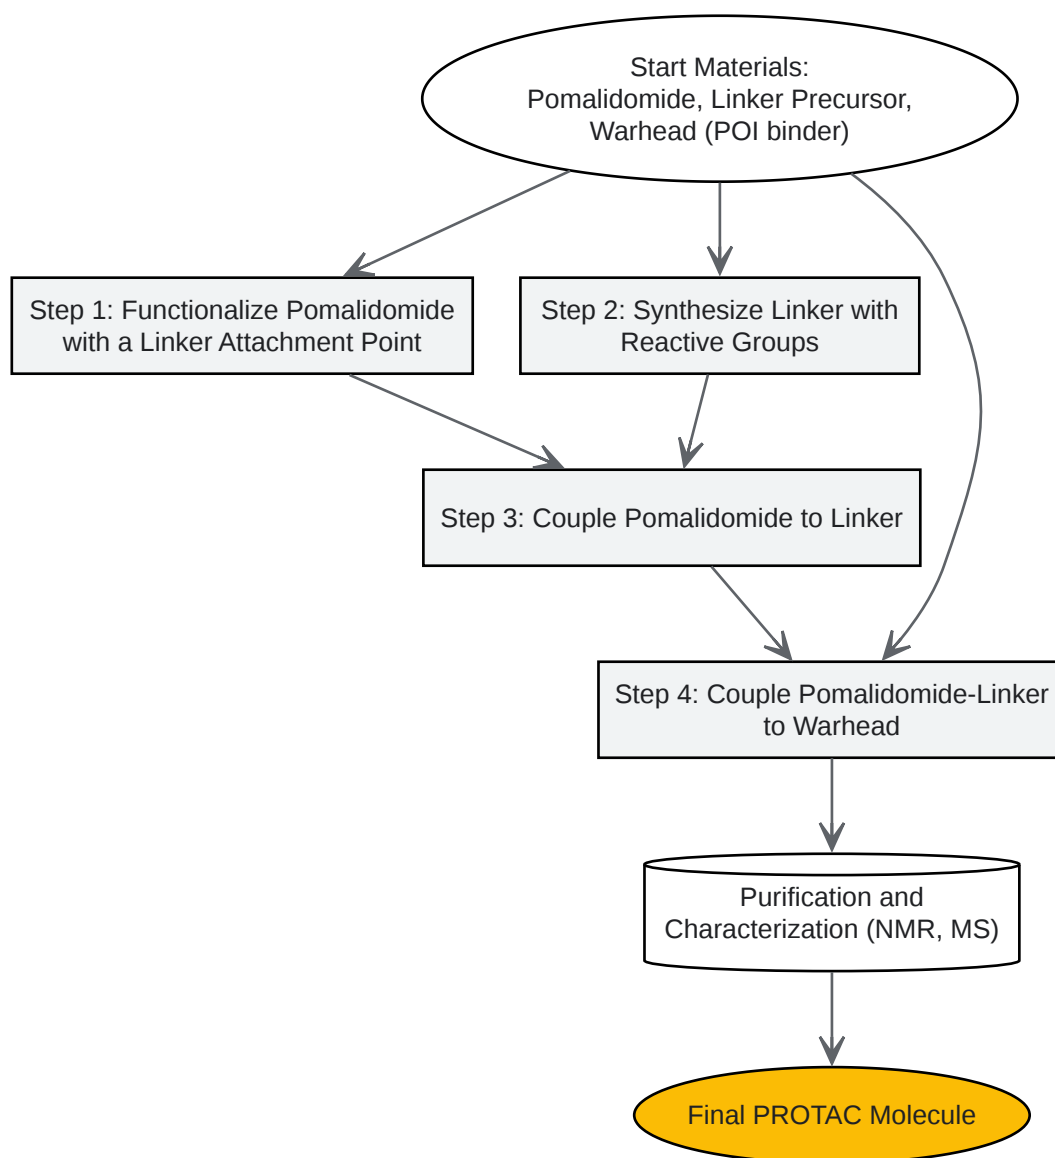 Start Materials:
Pomalidomide, Linker Precursor,
Warhead (POI binder)
Step 1: Functionalize Pomalidomide
with a Linker Attachment Point
Step 2: Synthesize Linker with
Reactive Groups
Step 3: Couple Pomalidomide to Linker
Step 4: Couple Pomalidomide-Linker
to Warhead
Purification and
Characterization (NMR, MS)
Final PROTAC Molecule